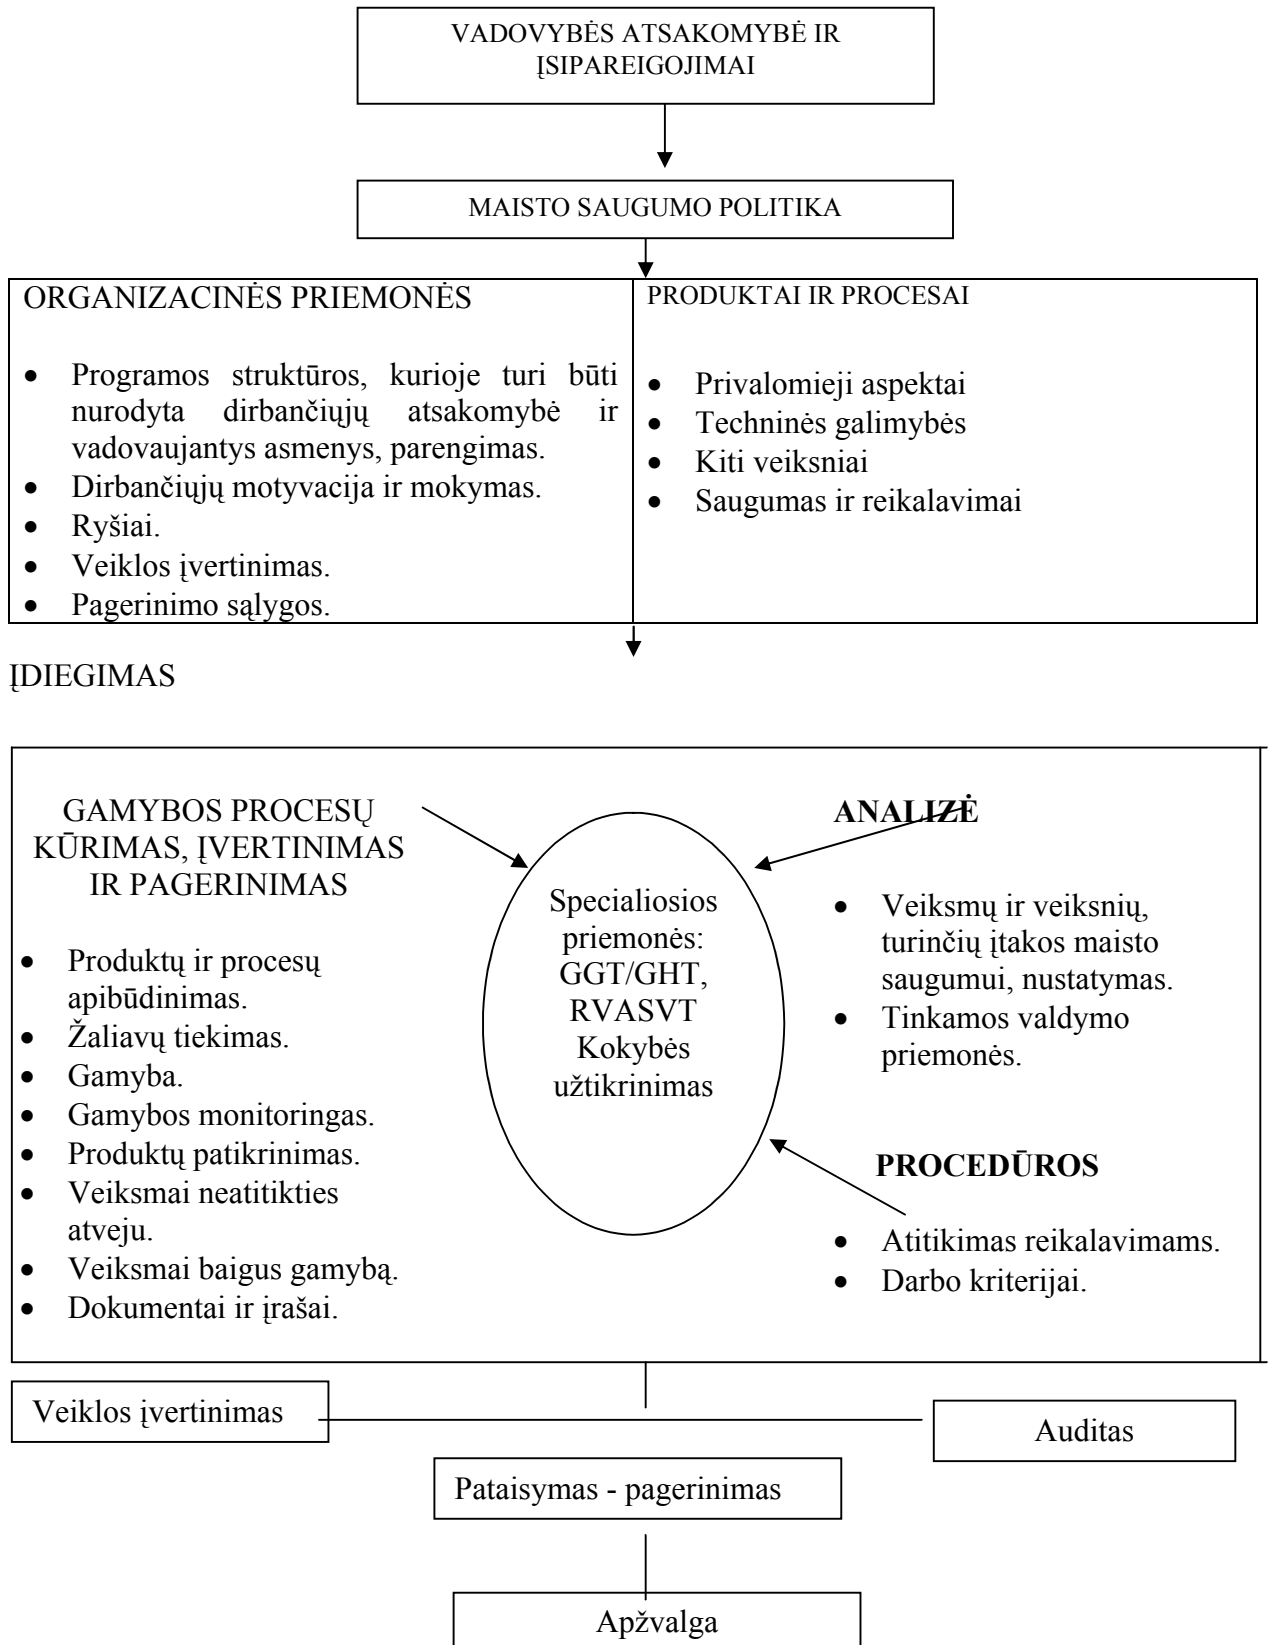 VADOVYBĖS ATSAKOMYBĖ IR
ĮSIPAREIGOJIMAI
MAISTO SAUGUMO POLITIKA
ORGANIZACINĖS PRIEMONĖS
• Programos struktūros, kurioje turi būti
nurodyta dirbančiųjų atsakomybė ir
vadovaujantys asmenys, parengimas.
• Dirbančiųjų motyvacija ir mokymas.
• Ryšiai.
• Veiklos įvertinimas.
• Pagerinimo sąlygos.
PRODUKTAI IR PROCESAI
• Privalomieji aspektai
• Techninės galimybės
• Kiti veiksniai
• Saugumas ir reikalavimai
ĮDIEGIMAS
GAMYBOS PROCESŲ
KŪRIMAS, ĮVERTINIMAS
IR PAGERINIMAS
• Produktų ir procesų
apibūdinimas.
• Žaliavų tiekimas.
• Gamyba.
• Gamybos monitoringas.
• Produktų patikrinimas.
• Veiksmai neatitikties
atveju.
• Veiksmai baigus gamybą.
• Dokumentai ir įrašai.
Specialiosios
priemonės:
GGT/GHT,
RVASVT
Kokybės
užtikrinimas
ANALIZĖ
• Veiksmų ir veiksnių,
turinčių įtakos maisto
saugumui, nustatymas.
• Tinkamos valdymo
priemonės.
PROCEDŪROS
• Atitikimas reikalavimams.
• Darbo kriterijai.
Veiklos įvertinimas
Auditas
Pataisymas - pagerinimas
Apžvalga